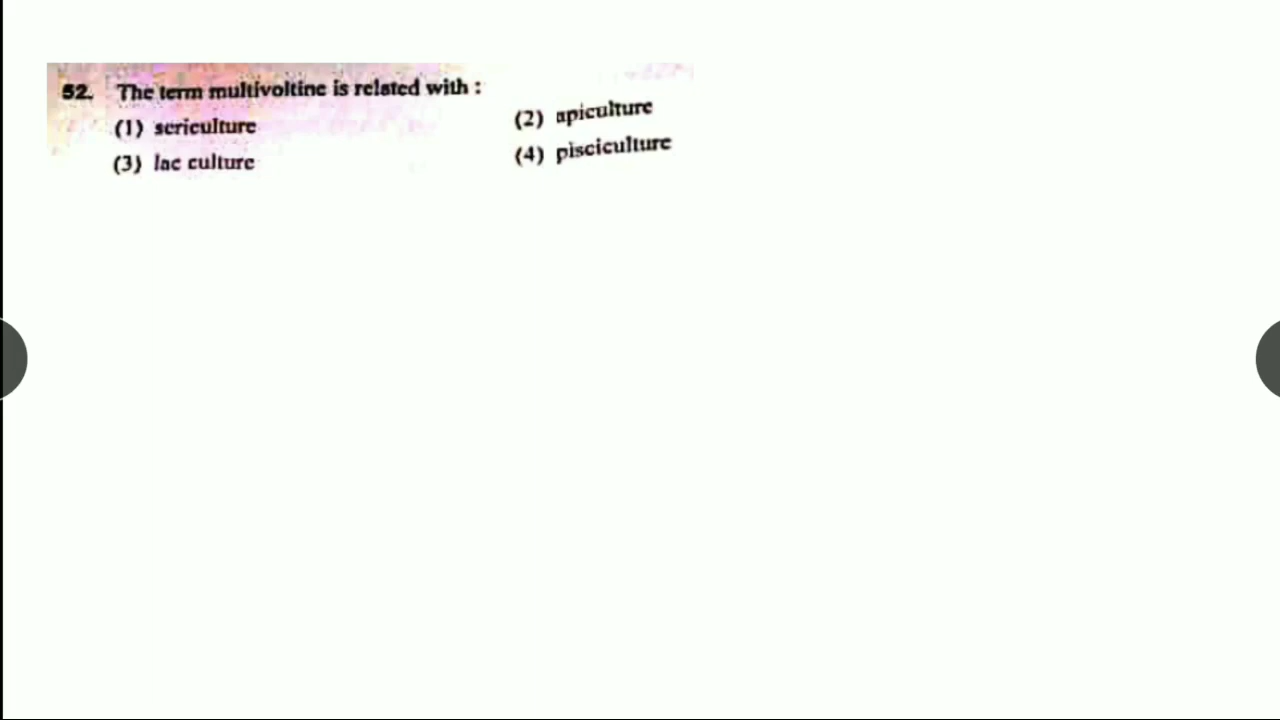 52. The term multivoltine is related with :
(1) sericulture (2) apiculture
(3) lac culture (4) pisciculture